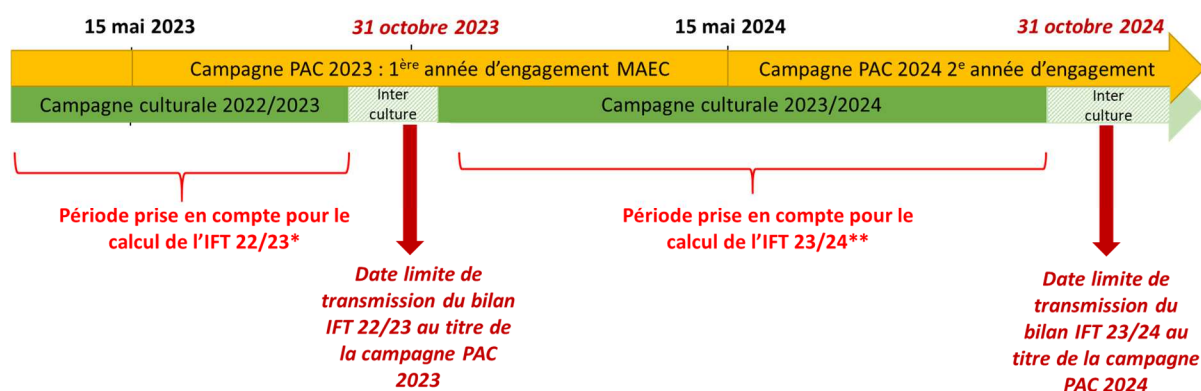 15 mai 2023
31 octobre 2023
15 mai 2024
31 octobre 2024
Campagne PAC 2023 : 1ère année d'engagement MAEC
Campagne PAC 2024 2e année d'engagement
Campagne culturale 2022/2023
Inter
culture
Campagne culturale 2023/2024
Inter
culture
Période prise en compte pour le
calcul de l'IFT 22/23*
Période prise en compte pour le
calcul de l'IFT 23/24**
Date limite de
transmission du bilan
IFT 22/23 au titre de
la campagne PAC
2023
Date limite de
transmission du
bilan IFT 23/24 au
titre de la campagne
PAC 2024